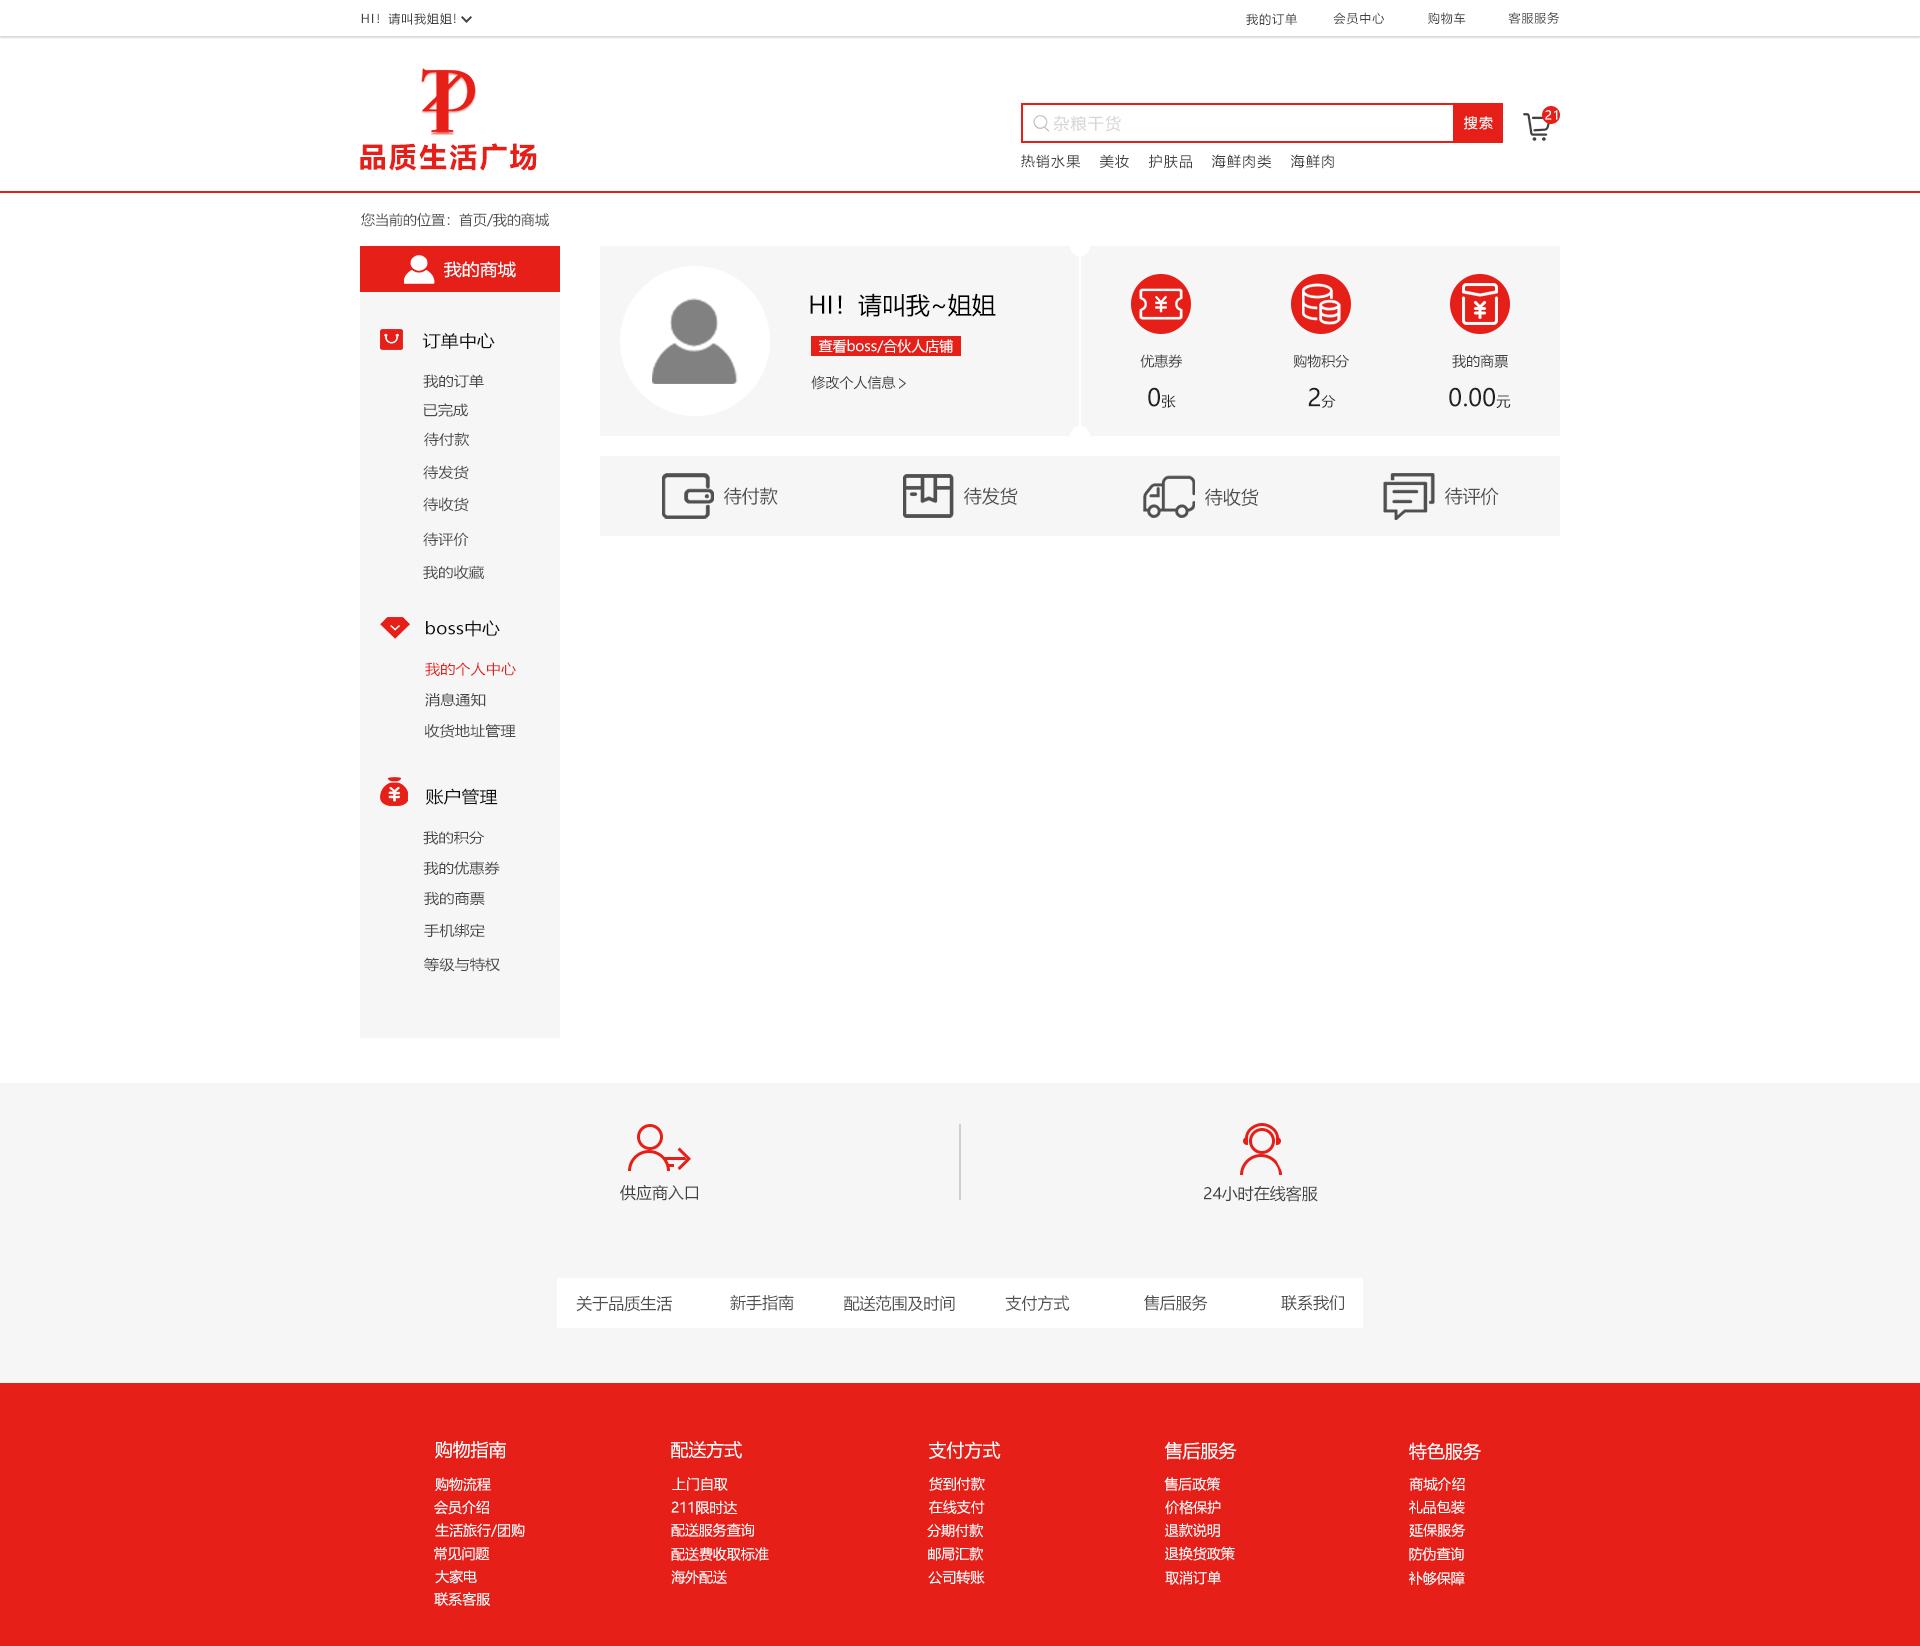 HI！请叫我姐姐!
我的订单 会员中心 购物车 客服服务
品质生活广场
杂粮干货 搜索 21
热销水果 美妆 护肤品 海鲜肉类 海鲜肉
您当前的位置：首页/我的商城
我的商城
订单中心
我的订单
已完成
待付款
待发货
待收货
待评价
我的收藏
boss中心
我的个人中心
消息通知
收货地址管理
账户管理
我的积分
我的优惠券
我的商票
手机绑定
等级与特权
HI！请叫我~姐姐
查看boss/合伙人店铺
修改个人信息>
优惠券 购物积分 我的商票
0张 2分 0.00元
待付款 待发货 待收货 待评价
供应商入口 24小时在线客服
关于品质生活 新手指南 配送范围及时间 支付方式 售后服务 联系我们
购物指南
购物流程
会员介绍
生活旅行/团购
常见问题
大家电
联系客服
配送方式
上门自取
211限时达
配送服务查询
配送费收取标准
海外配送
支付方式
货到付款
在线支付
分期付款
邮局汇款
公司转账
售后服务
售后政策
价格保护
退款说明
退换货政策
取消订单
特色服务
商城介绍
礼品包装
延保服务
防伪查询
补够保障